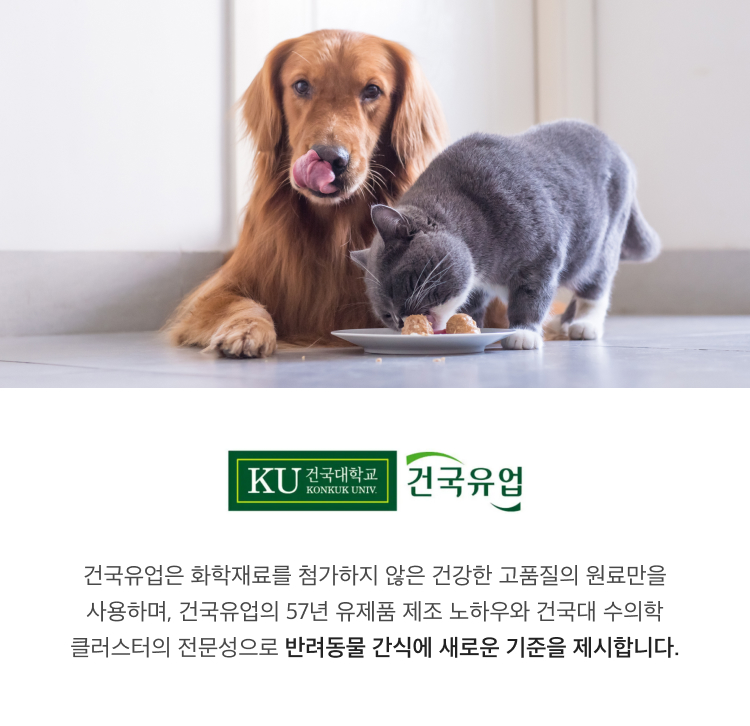 KU 건국대학교 건국유업
KONKUK UNIV.
건국유업은 화학재료를 첨가하지 않은 건강한 고품질의 원료만을
사용하며, 건국유업의 57년 유제품 제조 노하우와 건국대 수의학
클러스터의 전문성으로 반려동물 간식에 새로운 기준을 제시합니다.